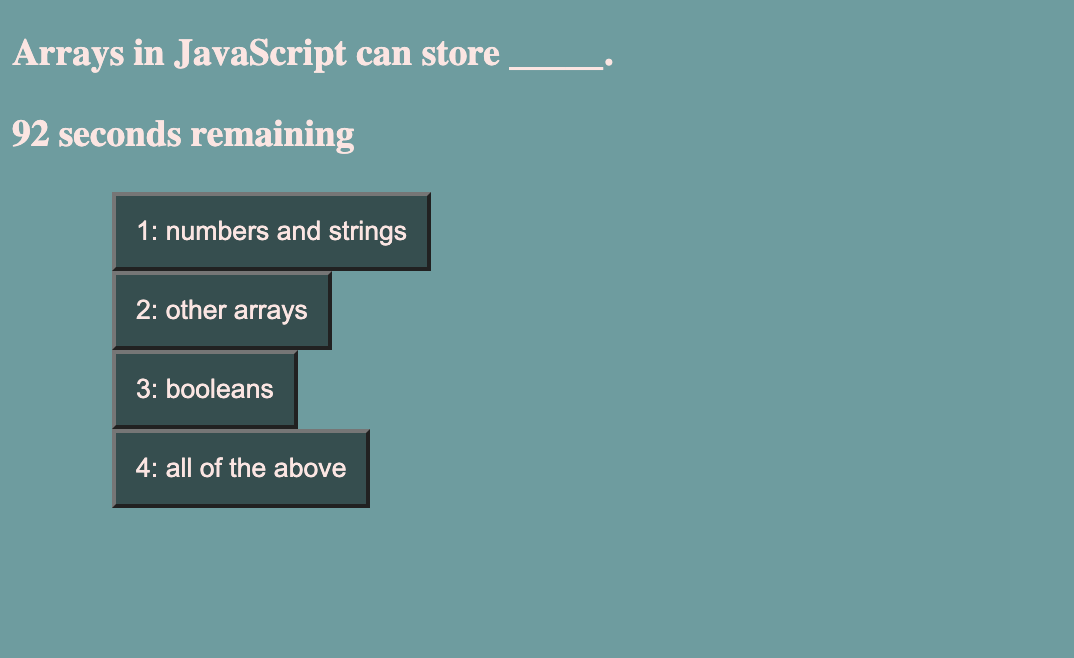 Arrays in JavaScript can store _____.
92 seconds remaining
1: numbers and strings
2: other arrays
3: booleans
4: all of the above